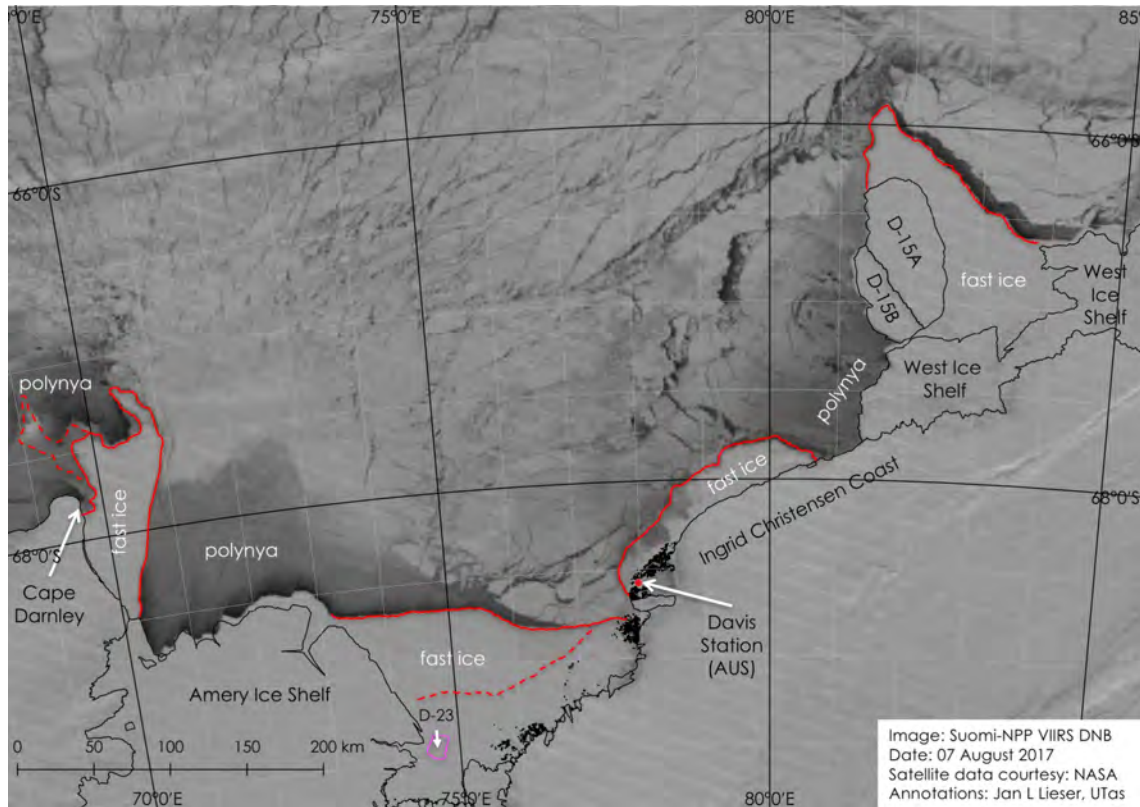 0°0'E
75°0'E
80°0'E
85°
66°0'S
66°0'S
D-15A
fast ice
D-15B
West
Ice
Shelf
West Ice
Shelf
polynya
polynya
fast ice
Ingrid Christensen Coast
68°0'S
68°0'S
fast ice
polynya
Cape
Darnley
Davis
Station
(AUS)
fast ice
Amery Ice Shelf
D-23
0 50 100 200 km
70°0'E
75°0'E
80°0'E
Image: Suomi-NPP VIIRS DNB
Date: 07 August 2017
Satellite data courtesy: NASA
Annotations: Jan L Lieser, UTas